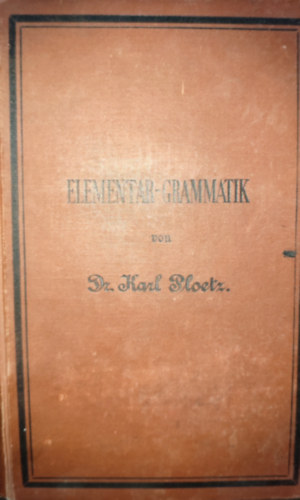 ELEMENTAR-GRAMMATIK
von
Dr. Karl Ploetz.